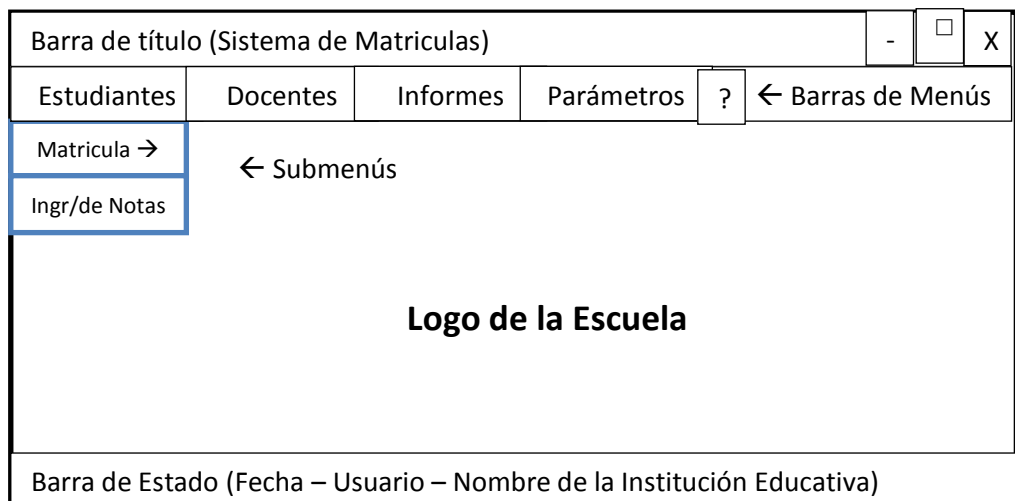 Barra de título (Sistema de Matriculas) - □ X
Estudiantes Docentes Informes Parámetros ? ← Barras de Menús
Matricula →
← Submenús
Ingr/de Notas
Logo de la Escuela
Barra de Estado (Fecha – Usuario – Nombre de la Institución Educativa)